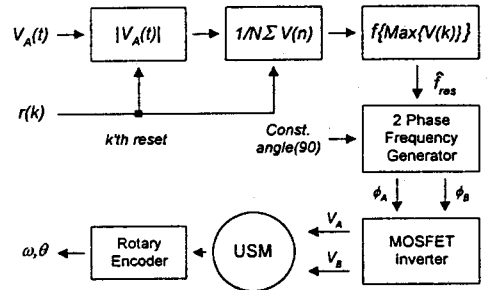 V_A(t)
|V_A(t)|
1/NΣ V(n)
f{Max{V(k)}}
f̂_res
r(k)
k'th reset
Const.
angle(90)
2 Phase
Frequency
Generator
ϕ_A
ϕ_B
V_A
V_B
MOSFET
inverter
USM
Rotary
Encoder
ω,θ